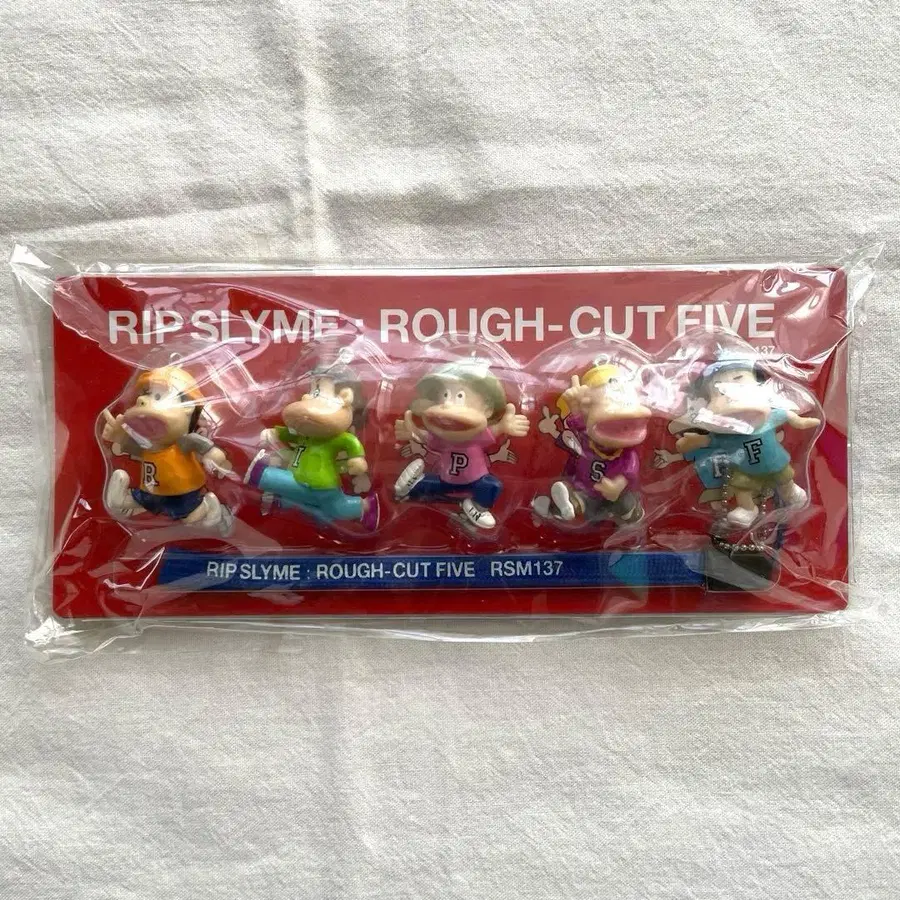 RIP SLYME : ROUGH-CUT FIVE
137
R
I
P
S
F
RIP SLYME : ROUGH-CUT FIVE RSM137